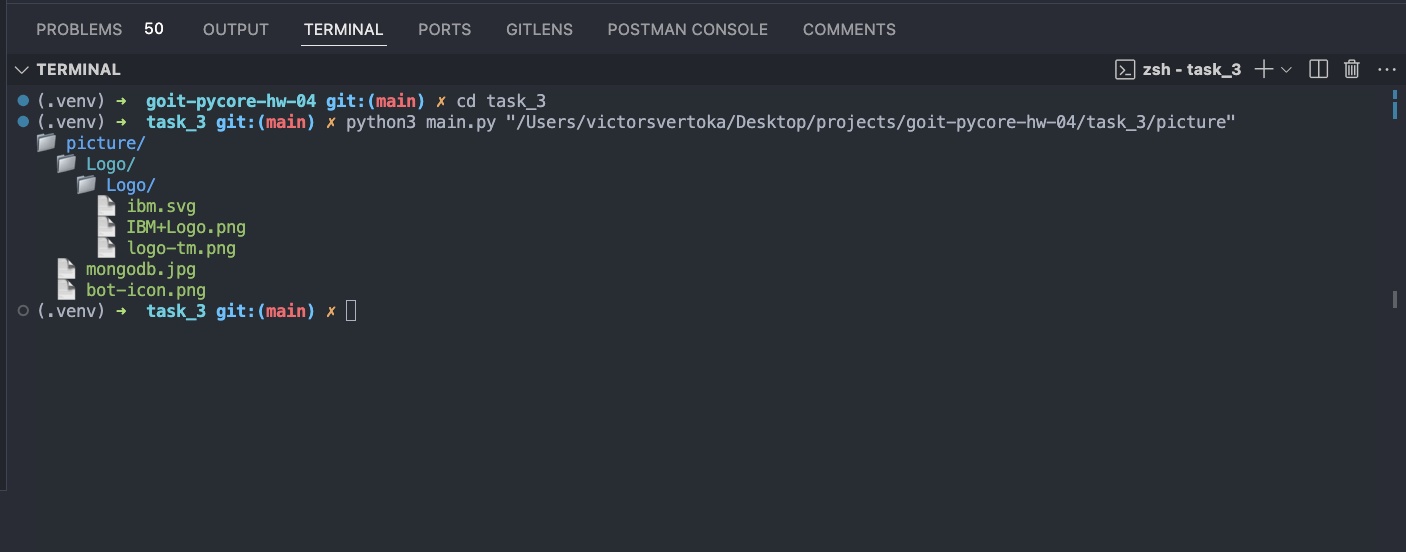 PROBLEMS 50 OUTPUT TERMINAL PORTS GITLENS POSTMAN CONSOLE COMMENTS
TERMINAL zsh - task_3
(.venv) ➜ goit-pycore-hw-04 git:(main) ✗ cd task_3
(.venv) ➜ task_3 git:(main) ✗ python3 main.py "/Users/victorsvertoka/Desktop/projects/goit-pycore-hw-04/task_3/picture"
picture/
Logo/
Logo/
ibm.svg
IBM+Logo.png
logo-tm.png
mongodb.jpg
bot-icon.png
(.venv) ➜ task_3 git:(main) ✗